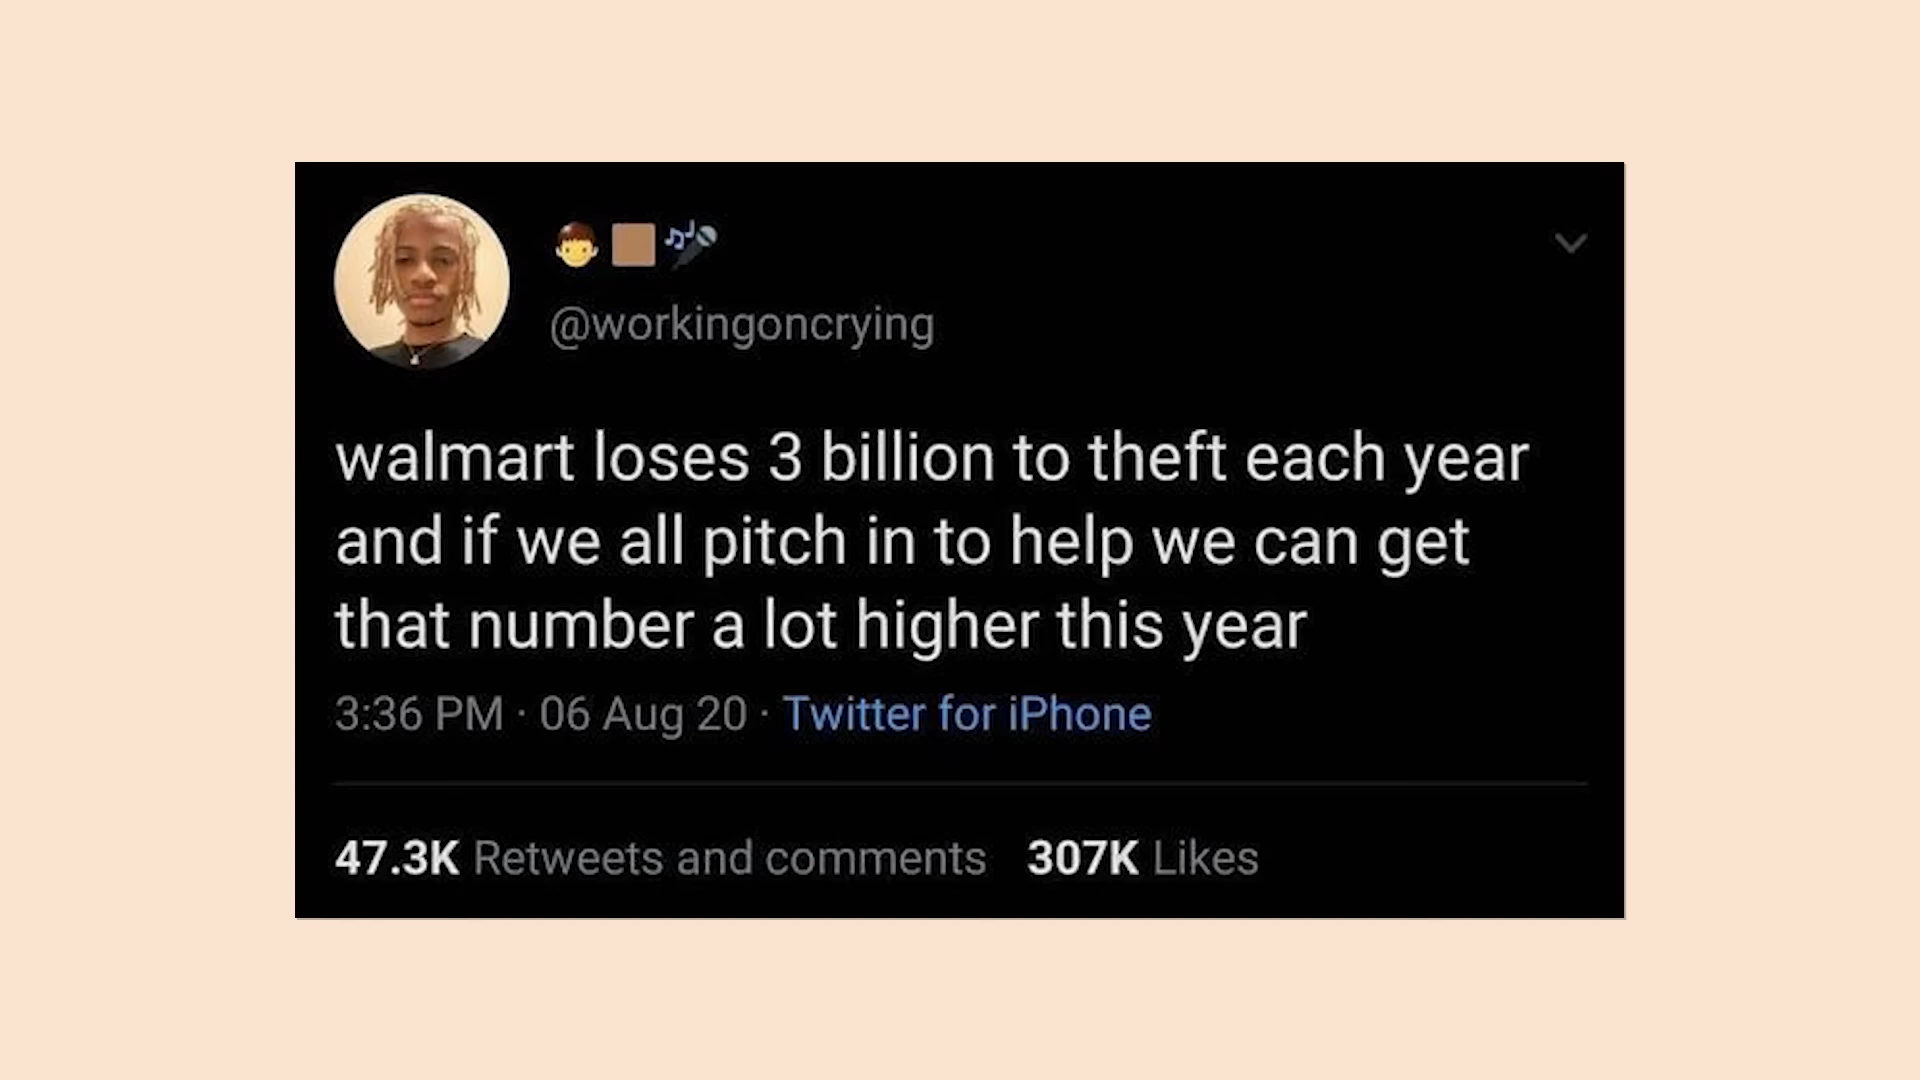 @workingoncrying
walmart loses 3 billion to theft each year
and if we all pitch in to help we can get
that number a lot higher this year
3:36 PM · 06 Aug 20 · Twitter for iPhone
47.3K Retweets and comments 307K Likes